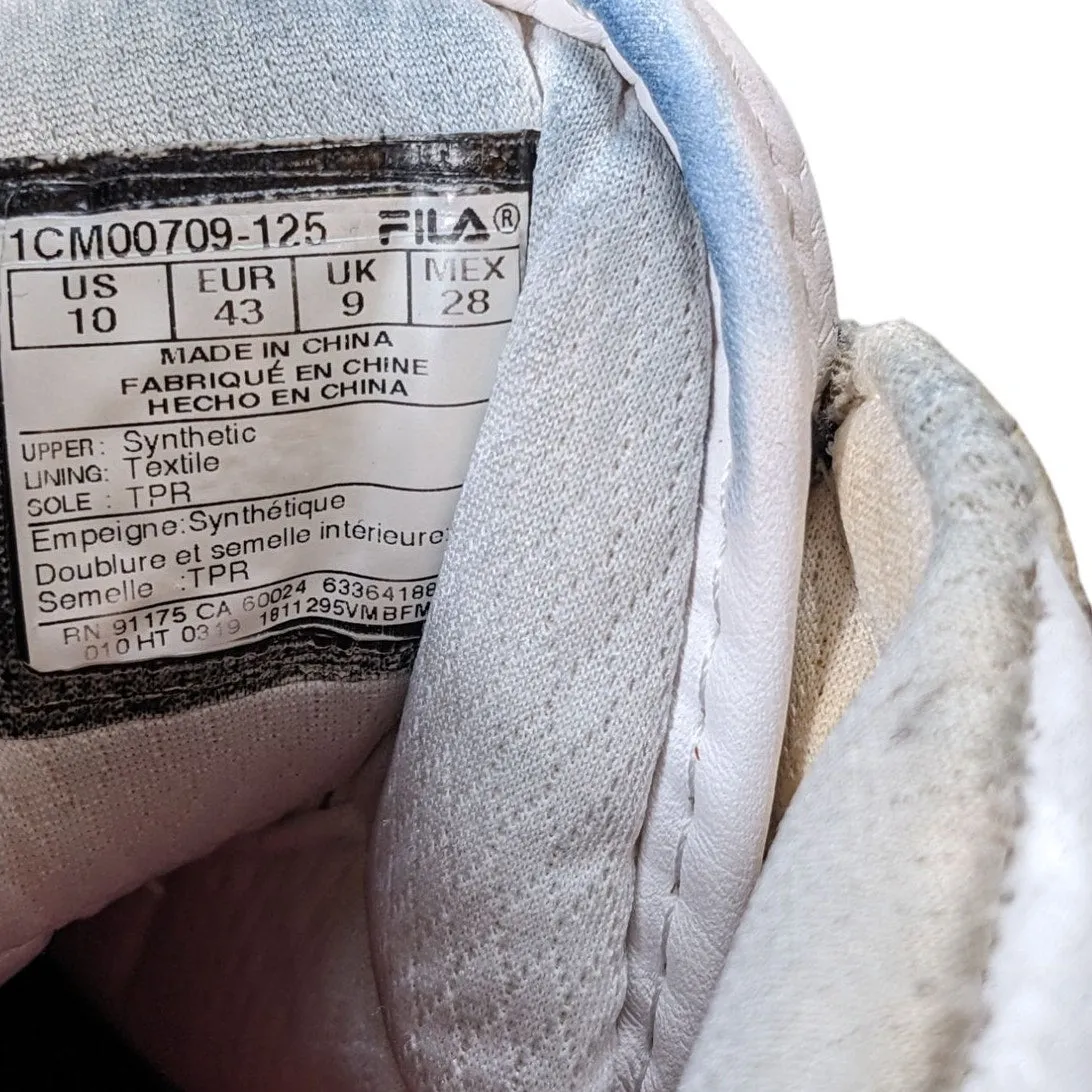 1CM00709-125 FILA®
US EUR UK MEX
10 43 9 28
MADE IN CHINA
FABRIQUÉ EN CHINE
HECHO EN CHINA
UPPER: Synthetic
LINING: Textile
SOLE : TPR
Empeigne:Synthétique
Doublure et semelle intérieure:
Semelle :TPR
RN 91175 CA 60024 63364188
010 HT 0319 1811295VMBFM